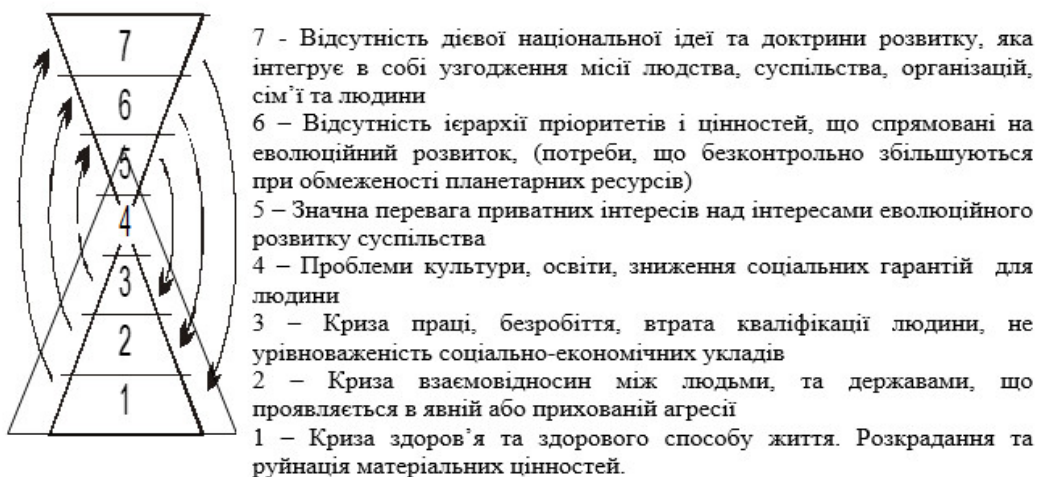 7
6
5
4
3
2
1
7 - Відсутність дієвої національної ідеї та доктрини розвитку, яка
інтегрує в собі узгодження місії людства, суспільства, організацій,
сім’ї та людини
6 – Відсутність ієрархії пріоритетів і цінностей, що спрямовані на
еволюційний розвиток, (потреби, що безконтрольно збільшуються
при обмеженості планетарних ресурсів)
5 – Значна перевага приватних інтересів над інтересами еволюційного
розвитку суспільства
4 – Проблеми культури, освіти, зниження соціальних гарантій для
людини
3 – Криза праці, безробіття, втрата кваліфікації людини, не
урівноваженість соціально-економічних укладів
2 – Криза взаємовідносин між людьми, та державами, що
проявляється в явній або прихованій агресії
1 – Криза здоров’я та здорового способу життя. Розкрадання та
руйнація матеріальних цінностей.